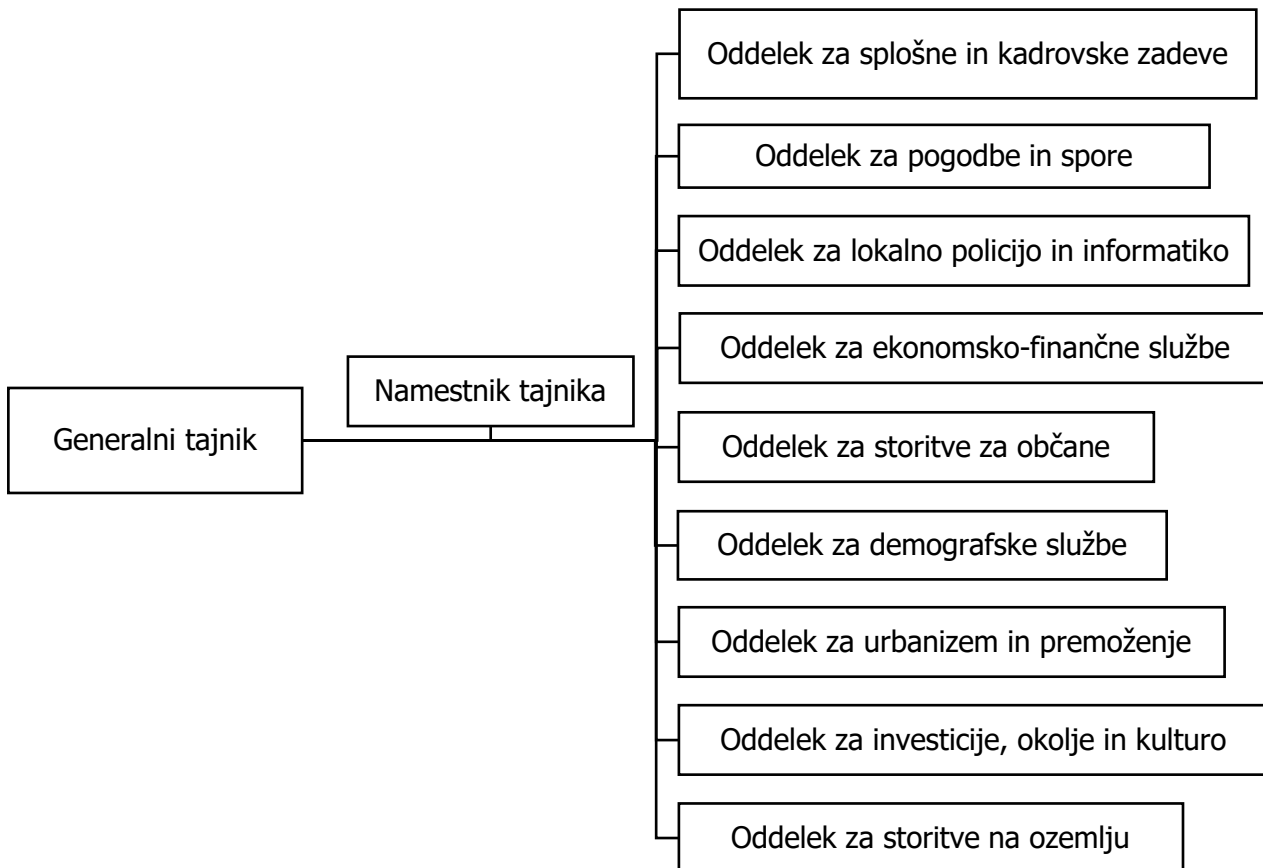 Generalni tajnik
Namestnik tajnika
Oddelek za splošne in kadrovske zadeve
Oddelek za pogodbe in spore
Oddelek za lokalno policijo in informatiko
Oddelek za ekonomsko-finančne službe
Oddelek za storitve za občane
Oddelek za demografske službe
Oddelek za urbanizem in premoženje
Oddelek za investicije, okolje in kulturo
Oddelek za storitve na ozemlju